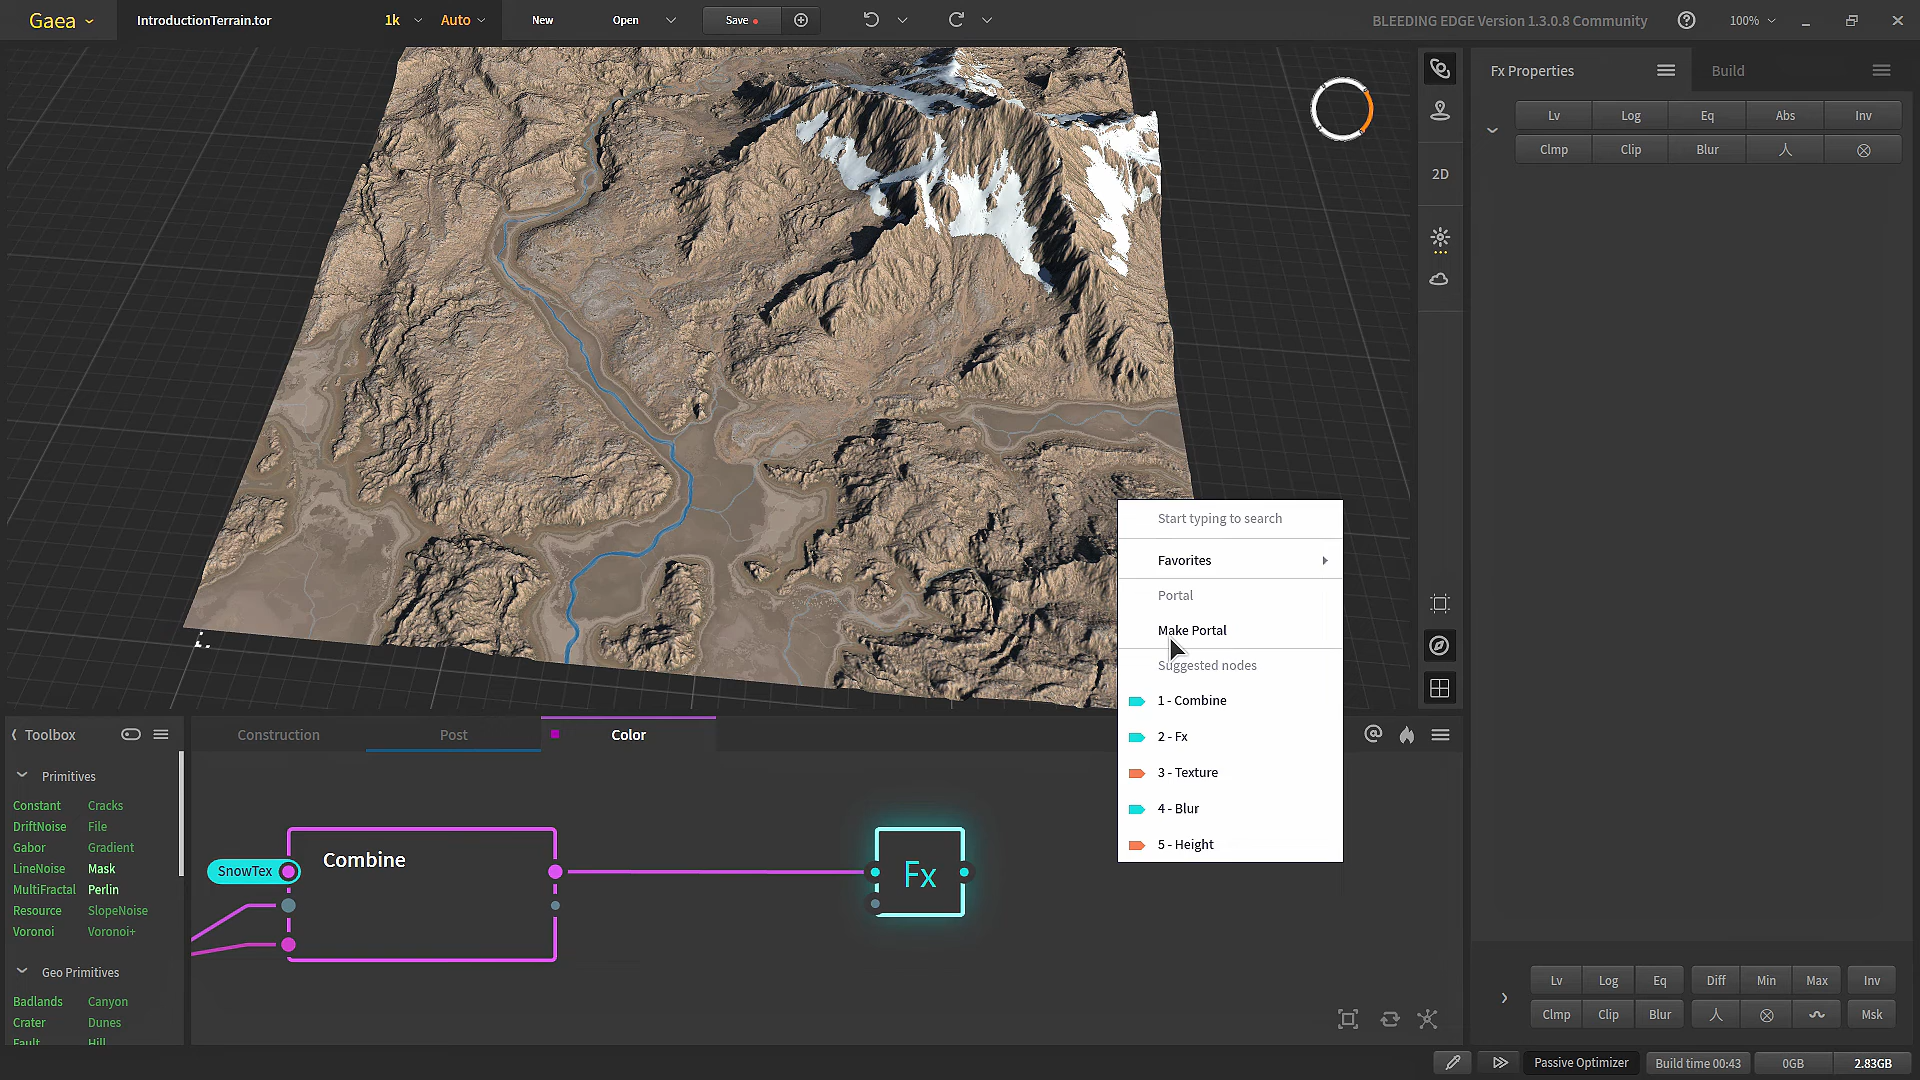 Gaea
IntroductionTerrain.tor
1k
Auto
New
Open
Save
BLEEDING EDGE Version 1.3.0.8 Community
100%
Fx Properties
Build
Lv
Log
Eq
Abs
Inv
Clmp
Clip
Blur
2D
Start typing to search
Favorites
Portal
Make Portal
Suggested nodes
1 - Combine
2 - Fx
3 - Texture
4 - Blur
5 - Height
Toolbox
Construction
Post
Color
Primitives
Constant Cracks
DriftNoise File
Gabor Gradient
LineNoise Mask
MultiFractal Perlin
Resource SlopeNoise
Voronoi Voronoi+
Geo Primitives
Badlands Canyon
Crater Dunes
Fault Hill
SnowTex
Combine
Fx
Lv
Log
Eq
Diff
Min
Max
Inv
Clmp
Clip
Blur
Msk
Passive Optimizer
Build time 00:43
0GB
2.83GB